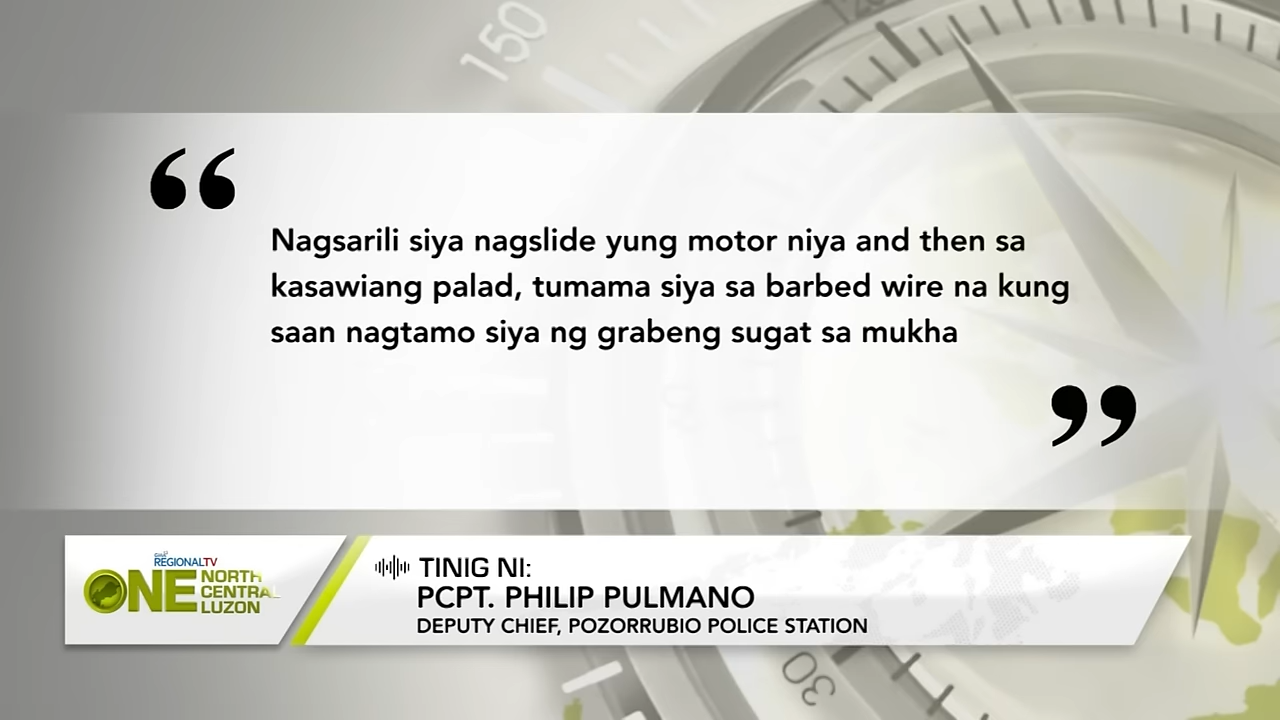 150
120
“
Nagsarili siya nagslide yung motor niya and then sa
kasawiang palad, tumama siya sa barbed wire na kung
saan nagtamo siya ng grabeng sugat sa mukha
”
GMA REGIONALTV
ONE NORTH
CENTRAL
LUZON
TINIG NI:
PCPT. PHILIP PULMANO
DEPUTY CHIEF, POZORRUBIO POLICE STATION
30